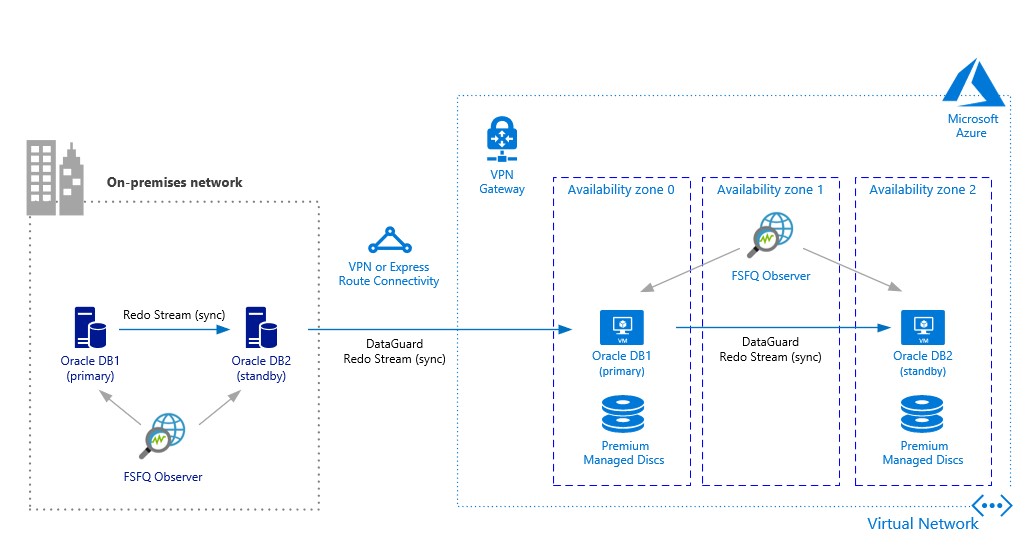 Microsoft
Azure
VPN
Gateway
On-premises network
Availability zone 0
Availability zone 1
Availability zone 2
VPN or Express
Route Connectivity
FSFQ Observer
Redo Stream (sync)
Oracle DB1
(primary)
Oracle DB2
(standby)
DataGuard
Redo Stream (sync)
VM
Oracle DB1
(primary)
DataGuard
Redo Stream (sync)
VM
Oracle DB2
(standby)
FSFQ Observer
Premium
Managed Discs
Premium
Managed Discs
Virtual Network